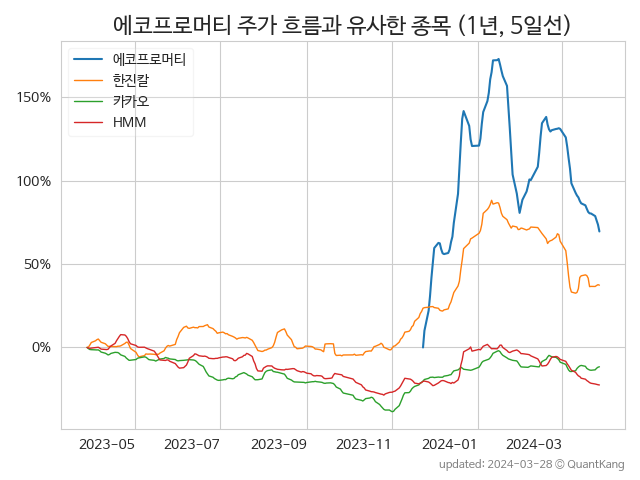 에코프로머티 주가 흐름과 유사한 종목 (1년, 5일선)
에코프로머티
한진칼
카카오
HMM
150%
100%
50%
0%
2023-05 2023-07 2023-09 2023-11 2024-01 2024-03
updated: 2024-03-28 © QuantKang